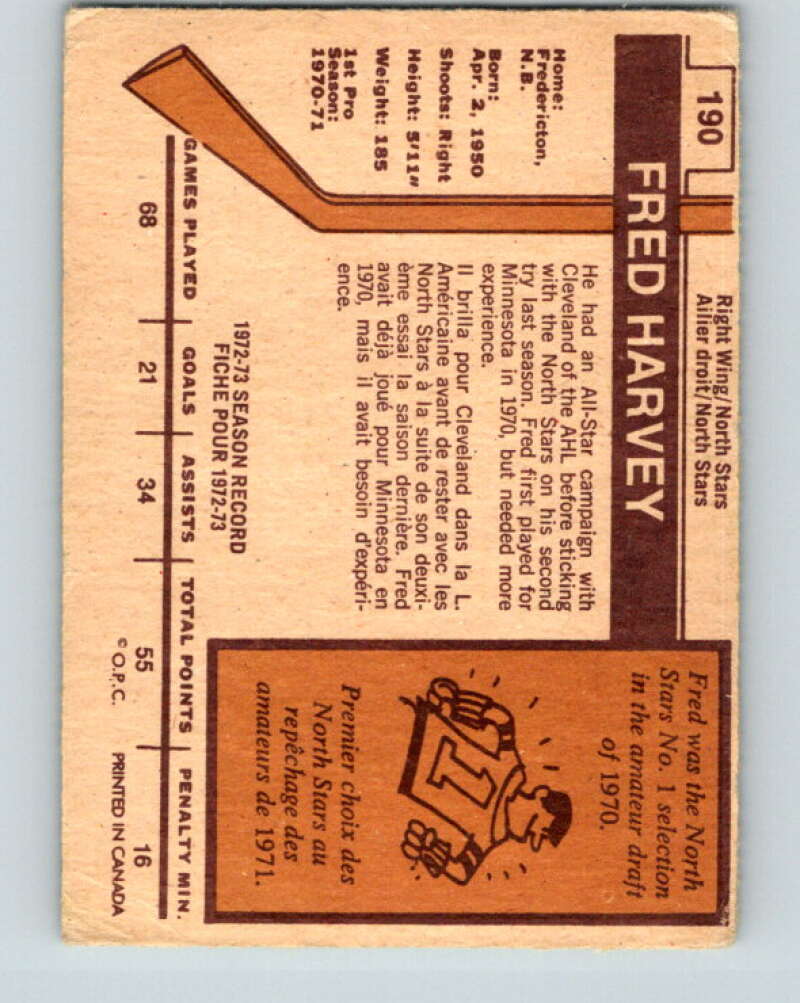 190
Right Wing/North Stars
Ailier droit/North Stars
FRED HARVEY
Home:
Fredericton,
N.B.
Born:
Apr. 2, 1950
Shoots: Right
Height: 5'11"
Weight: 185
1st Pro
Season:
1970-71
He had an All-Star campaign with
Cleveland of the AHL before sticking
with the North Stars on his second
try last season. Fred first played for
Minnesota in 1970, but needed more
experience.
Il brilla pour Cleveland dans la L.
Américaine avant de rester avec les
North Stars à la suite de son deuxi-
ème essai la saison dernière. Fred
avait déjà joué pour Minnesota en
1970, mais il avait besoin d'expéri-
ence.
Fred was the North
Stars No. 1 selection
in the amateur draft
of 1970.
1
Premier choix des
North Stars au
repêchage des
amateurs de 1971.
1972-73 SEASON RECORD
FICHE POUR 1972-73
GAMES PLAYED GOALS ASSISTS TOTAL POINTS PENALTY MIN.
68 21 34 55 16
© O.P.C. PRINTED IN CANADA